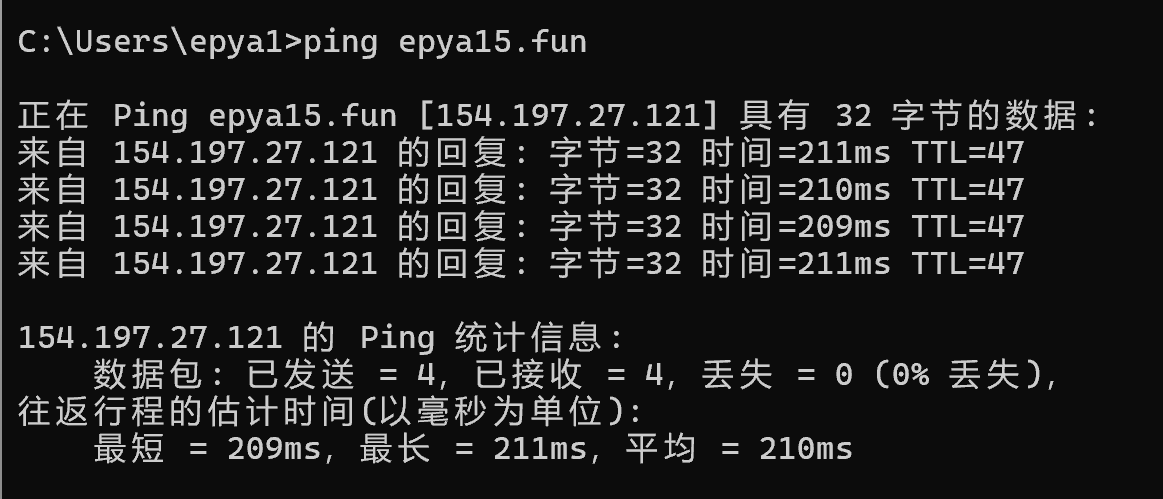 C:\Users\epya1>ping epya15.fun
正在 Ping epya15.fun [154.197.27.121] 具有 32 字节的数据:
来自 154.197.27.121 的回复: 字节=32 时间=211ms TTL=47
来自 154.197.27.121 的回复: 字节=32 时间=210ms TTL=47
来自 154.197.27.121 的回复: 字节=32 时间=209ms TTL=47
来自 154.197.27.121 的回复: 字节=32 时间=211ms TTL=47
154.197.27.121 的 Ping 统计信息:
数据包: 已发送 = 4, 已接收 = 4, 丢失 = 0 (0% 丢失),
往返行程的估计时间(以毫秒为单位):
最短 = 209ms, 最长 = 211ms, 平均 = 210ms